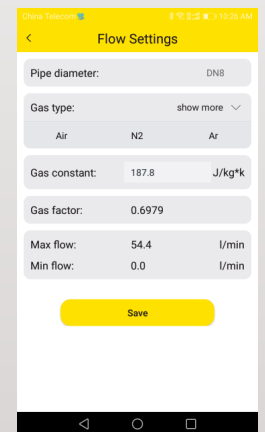 China Telecom 10:26 AM
Flow Settings
Pipe diameter: DN8
Gas type: show more
Air N2 Ar
Gas constant: 187.8 J/kg*k
Gas factor: 0.6979
Max flow: 54.4 l/min
Min flow: 0.0 l/min
Save